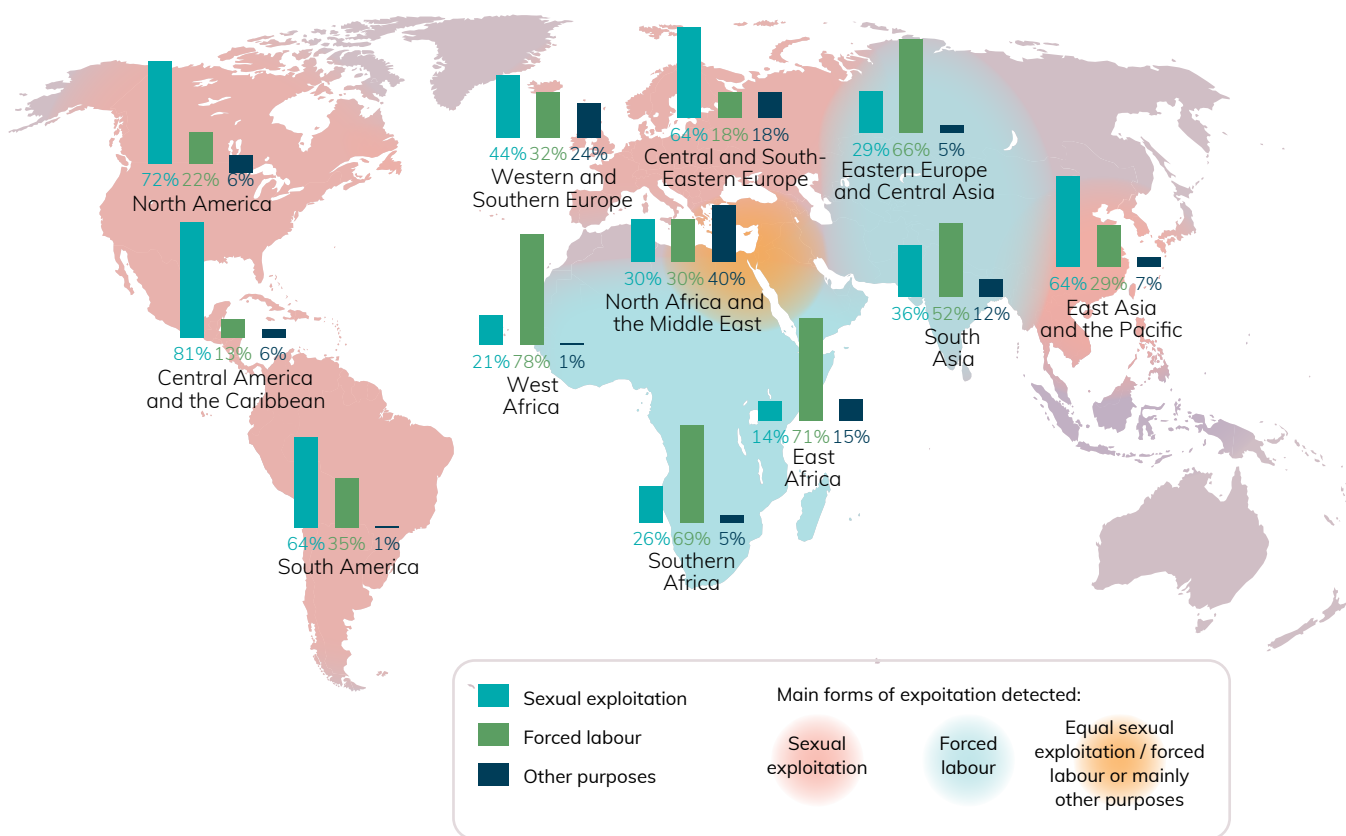 72% 22% 6%
North America
44% 32% 24%
Western and
Southern Europe
64% 18% 18%
Central and South-
Eastern Europe
29% 66% 5%
Eastern Europe
and Central Asia
81% 13% 6%
Central America
and the Caribbean
21% 78% 1%
West
Africa
30% 30% 40%
North Africa and
the Middle East
36% 52% 12%
South
Asia
64% 29% 7%
East Asia
and the Pacific
14% 71% 15%
East
Africa
64% 35% 1%
South America
26% 69% 5%
Southern
Africa
Sexual exploitation
Forced labour
Other purposes
Main forms of expoitation detected:
Sexual
exploitation
Forced
labour
Equal sexual
exploitation / forced
labour or mainly
other purposes